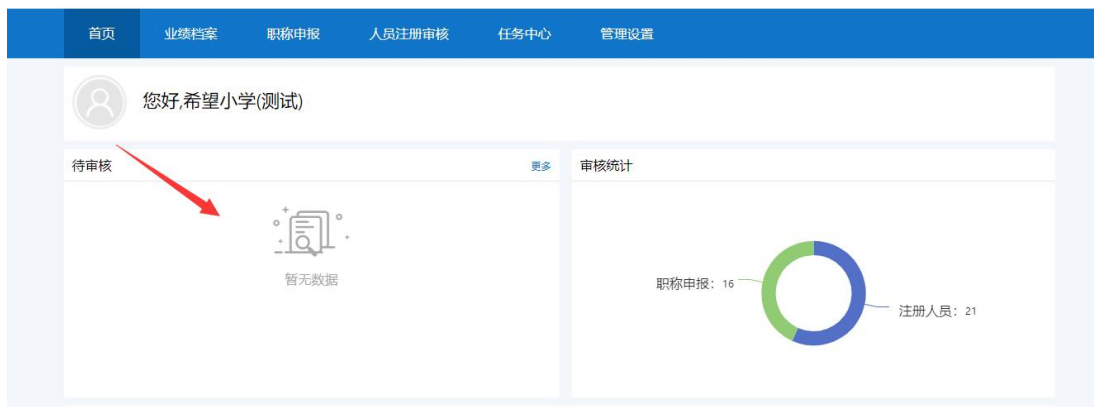 首页 业绩档案 职称申报 人员注册审核 任务中心 管理设置
您好,希望小学(测试)
待审核 更多
审核统计
暂无数据
职称申报：16
注册人员：21